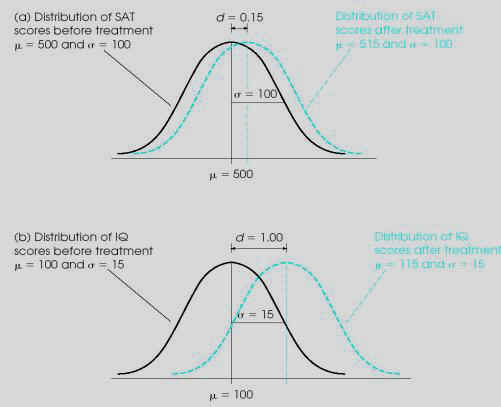 (a) Distribution of SAT
scores before treatment
μ = 500 and σ = 100
d = 0.15
Distribution of SAT
scores after treatment
μ = 515 and σ = 100
σ = 100
μ = 500
(b) Distribution of IQ
scores before treatment
μ = 100 and σ = 15
d = 1.00
Distribution of IQ
scores after treatment
μ = 115 and σ = 15
σ = 15
μ = 100